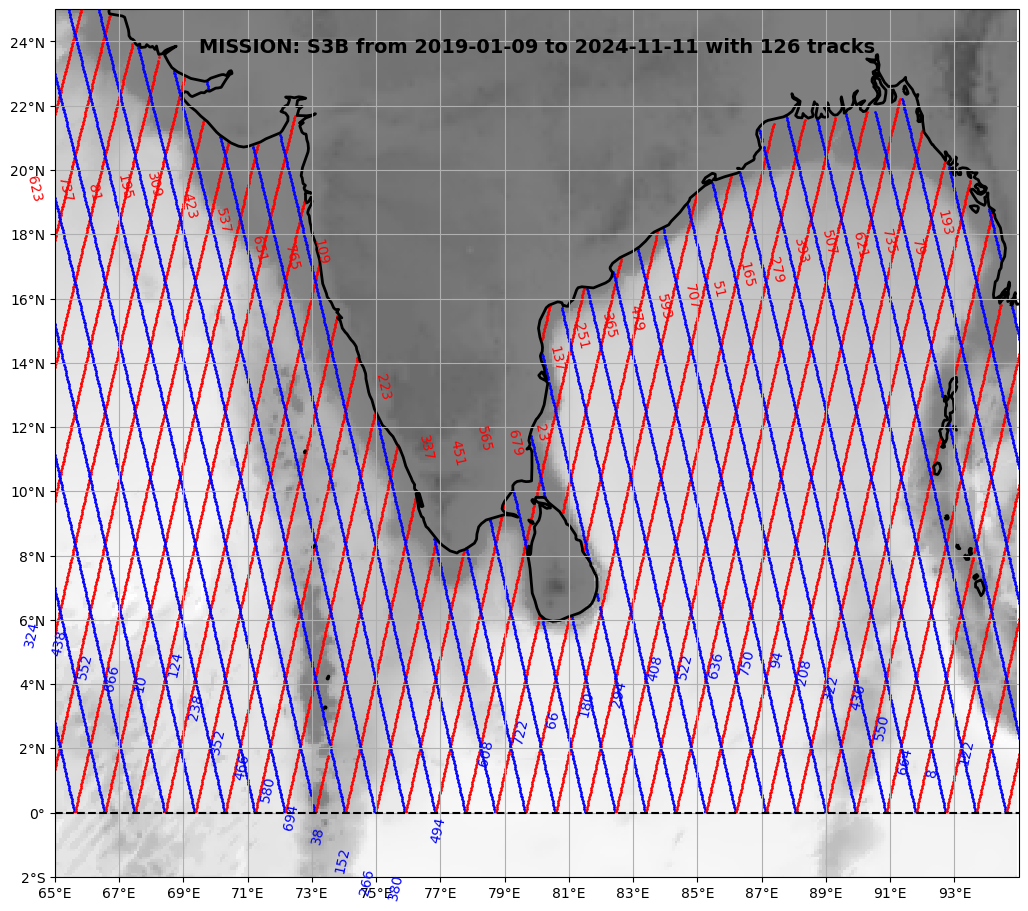 MISSION: S3B from 2019-01-09 to 2024-11-11 with 126 tracks
24°N
22°N
20°N
18°N
16°N
14°N
12°N
10°N
8°N
6°N
4°N
2°N
0°
2°S
623 737 81 195 309 423 537 651 765 109
223 337 451 565 679 23
137 251 365 479 593 707 51 165 279 393 507 621 735 79 193
324 438 552 666 10 124 238 352 466 580 694 38 152 266 380
494 608 722 66 180 294 408 522 636 750 94 208 322 436 550 664 8 122
65°E 67°E 69°E 71°E 73°E 75°E 77°E 79°E 81°E 83°E 85°E 87°E 89°E 91°E 93°E